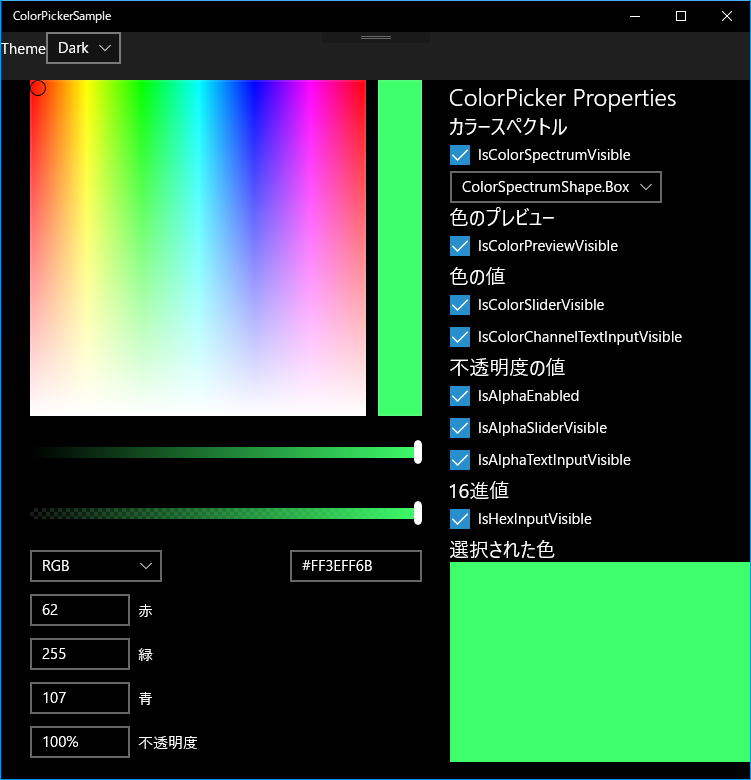 ColorPickerSample
Theme Dark
ColorPicker Properties
カラースペクトル
IsColorSpectrumVisible
ColorSpectrumShape.Box
色のプレビュー
IsColorPreviewVisible
色の値
IsColorSliderVisible
IsColorChannelTextInputVisible
不透明度の値
IsAlphaEnabled
IsAlphaSliderVisible
IsAlphaTextInputVisible
16進値
IsHexInputVisible
選択された色
RGB #FF3EFF6B
62 赤
255 緑
107 青
100% 不透明度